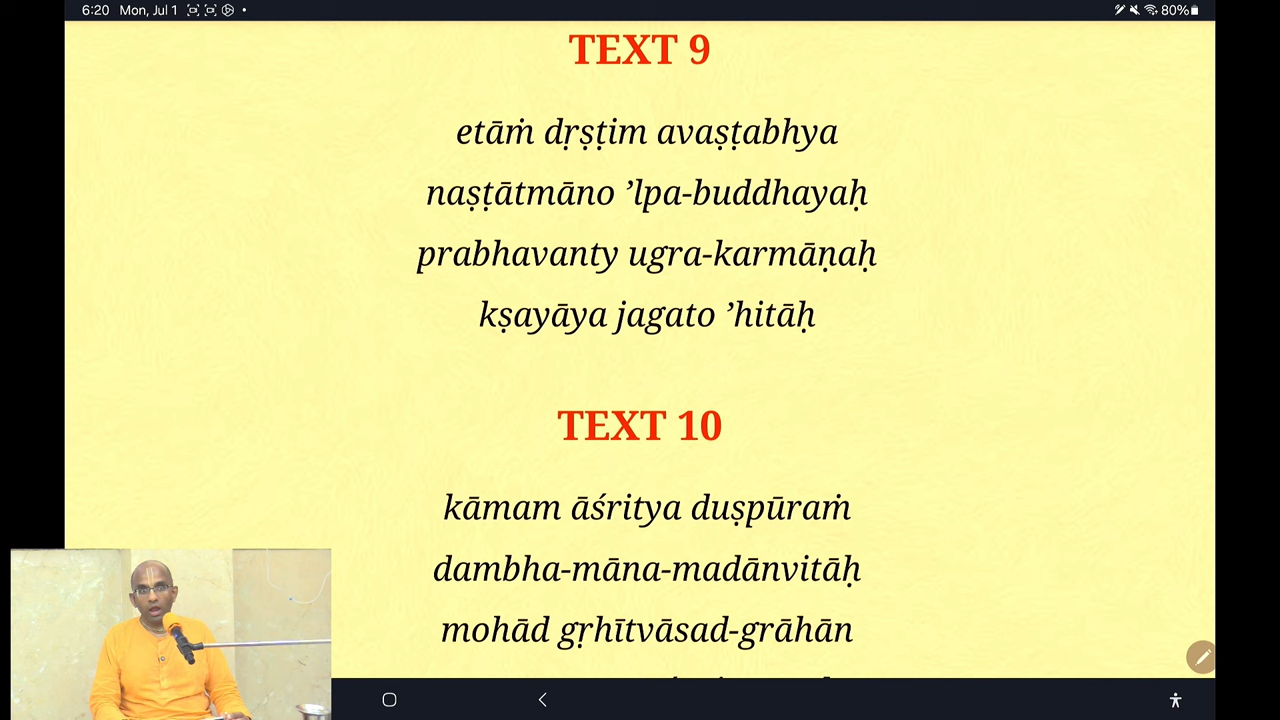 6:20 Mon, Jul 1
80%
TEXT 9
etāṁ dṛṣṭim avaṣṭabhya
naṣṭātmāno ’lpa-buddhayaḥ
prabhavanty ugra-karmāṇaḥ
kṣayāya jagato ’hitāḥ
TEXT 10
kāmam āśritya duṣpūraṁ
dambha-māna-madānvitāḥ
mohād gṛhītvāsad-grāhān